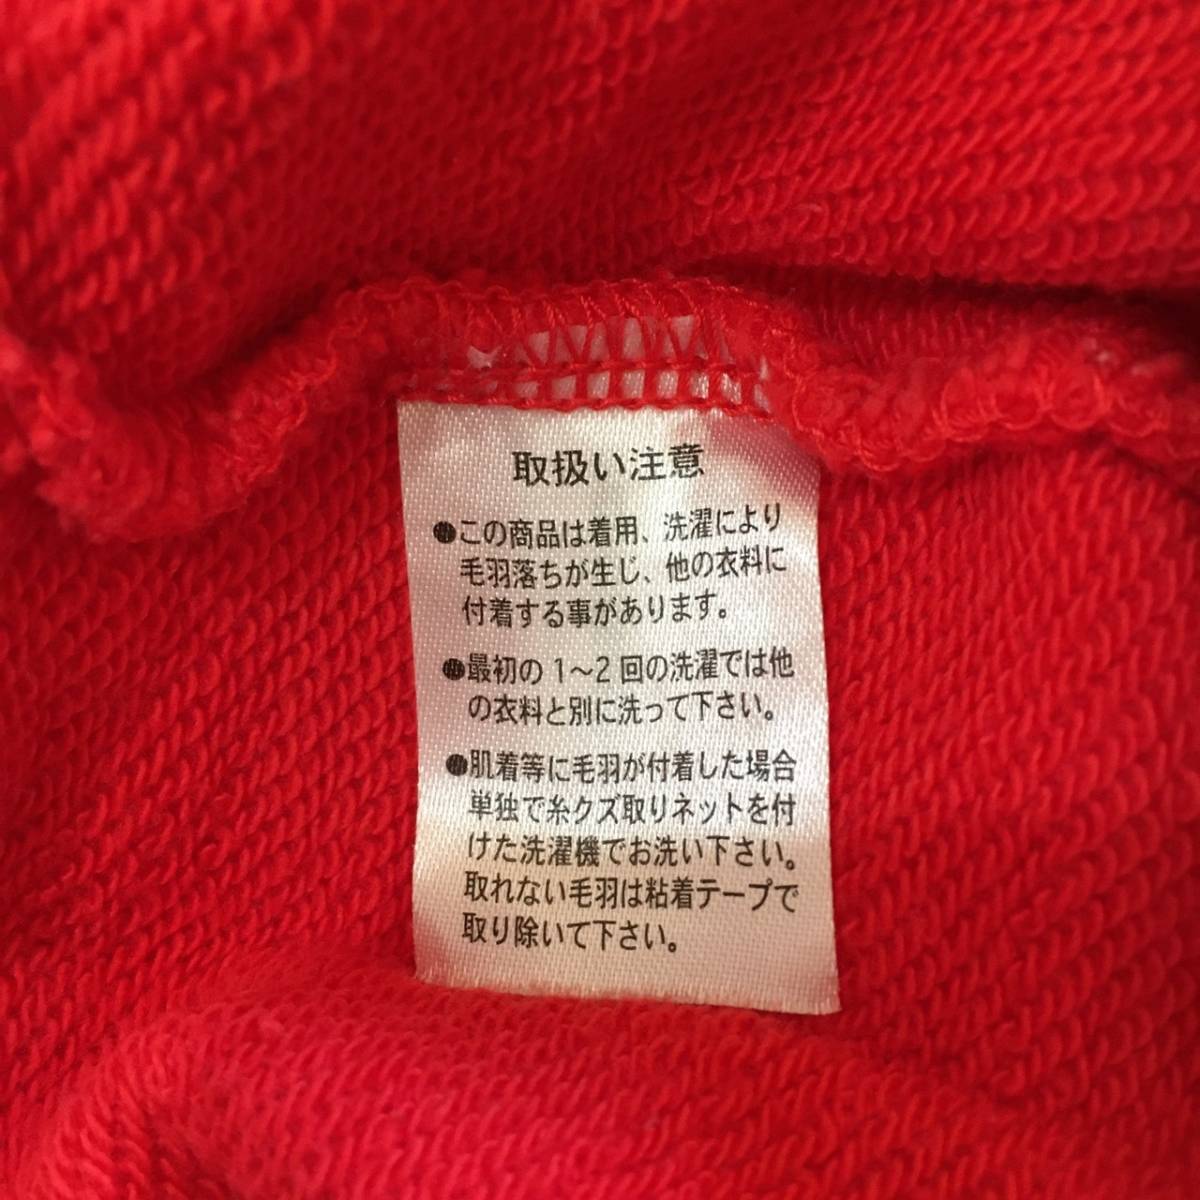 取扱い注意
●この商品は着用、洗濯により
毛羽落ちが生じ、他の衣料に
付着する事があります。
●最初の1～2回の洗濯では他
の衣料と別に洗って下さい。
●肌着等に毛羽が付着した場合
単独で糸クズ取りネットを付
けた洗濯機でお洗い下さい。
取れない毛羽は粘着テープで
取り除いて下さい。